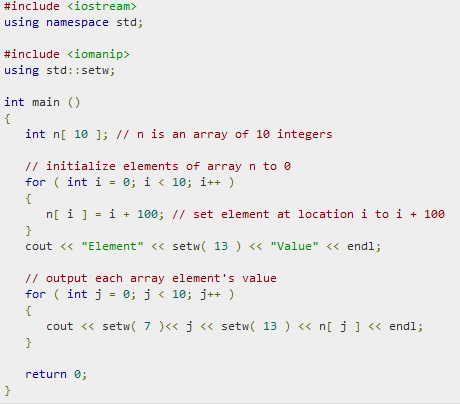 #include <iostream>
using namespace std;
#include <iomanip>
using std::setw;
int main ()
{
int n[ 10 ]; // n is an array of 10 integers
// initialize elements of array n to 0
for ( int i = 0; i < 10; i++ )
{
n[ i ] = i + 100; // set element at location i to i + 100
}
cout << "Element" << setw( 13 ) << "Value" << endl;
// output each array element's value
for ( int j = 0; j < 10; j++ )
{
cout << setw( 7 )<< j << setw( 13 ) << n[ j ] << endl;
}
return 0;
}